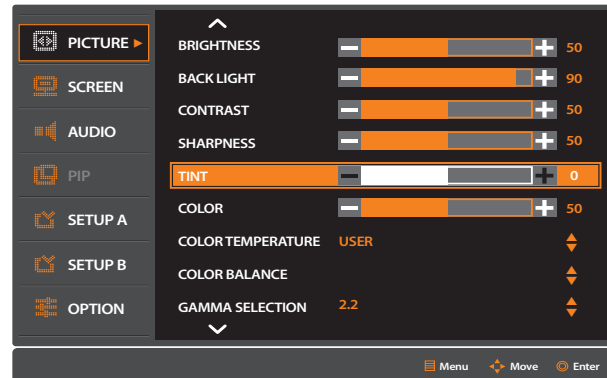 PICTURE
SCREEN
AUDIO
PIP
SETUP A
SETUP B
OPTION
BRIGHTNESS 50
BACK LIGHT 90
CONTRAST 50
SHARPNESS 50
TINT 0
COLOR 50
COLOR TEMPERATURE USER
COLOR BALANCE
GAMMA SELECTION 2.2
Menu Move Enter